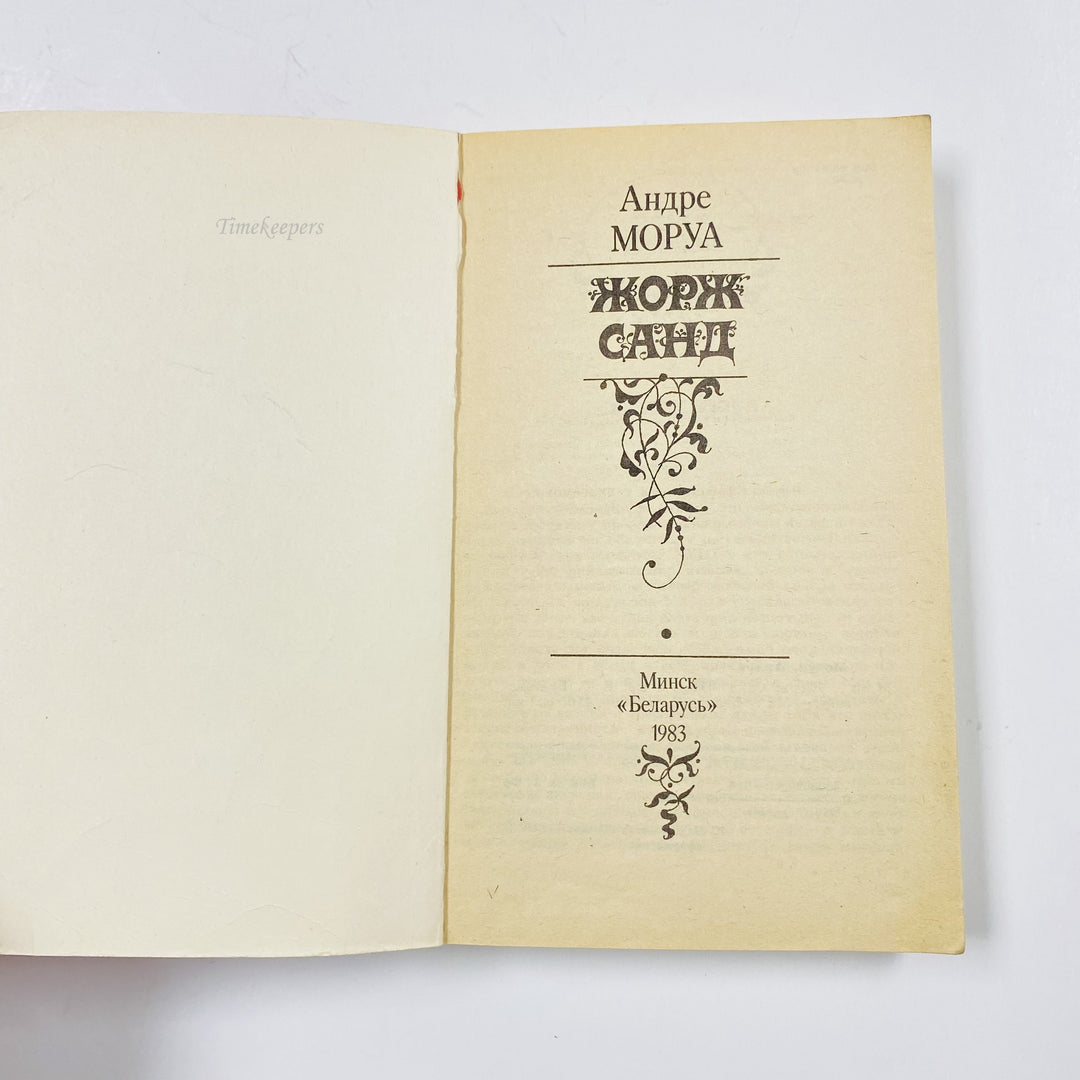 Timekeepers
Андре
МОРУА
ЖОРЖ
САНД
Минск
«Беларусь»
1983